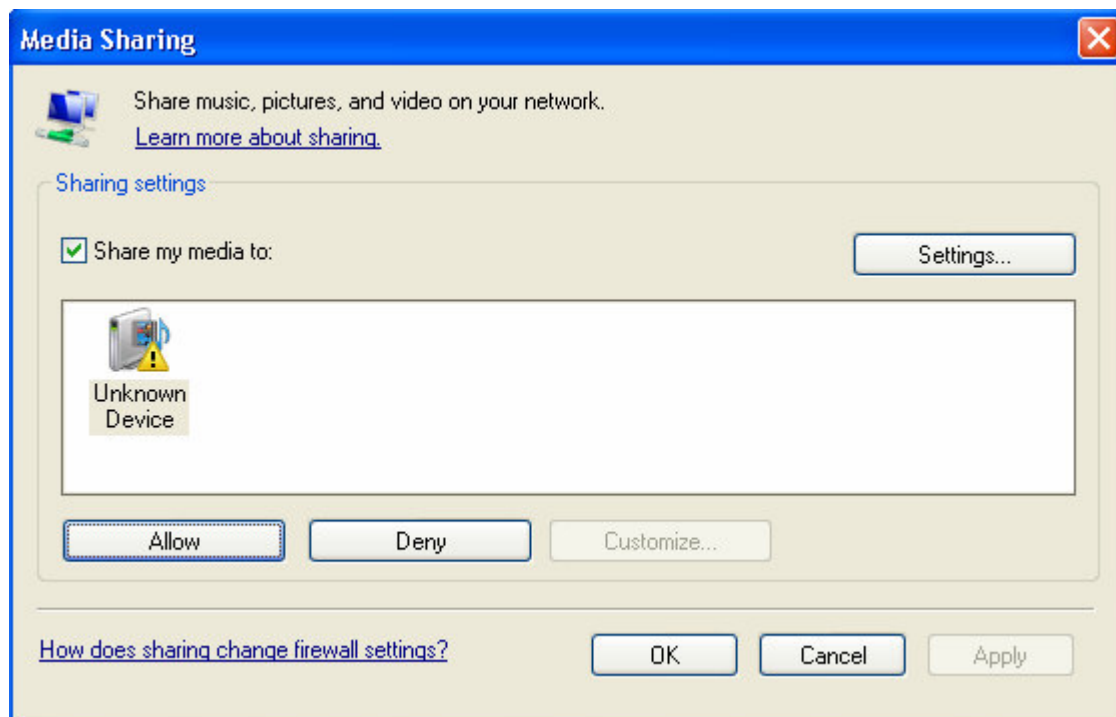 Media Sharing
Share music, pictures, and video on your network.
Learn more about sharing.
Sharing settings
Share my media to:
Settings...
Unknown
Device
Allow
Deny
Customize...
How does sharing change firewall settings?
OK
Cancel
Apply